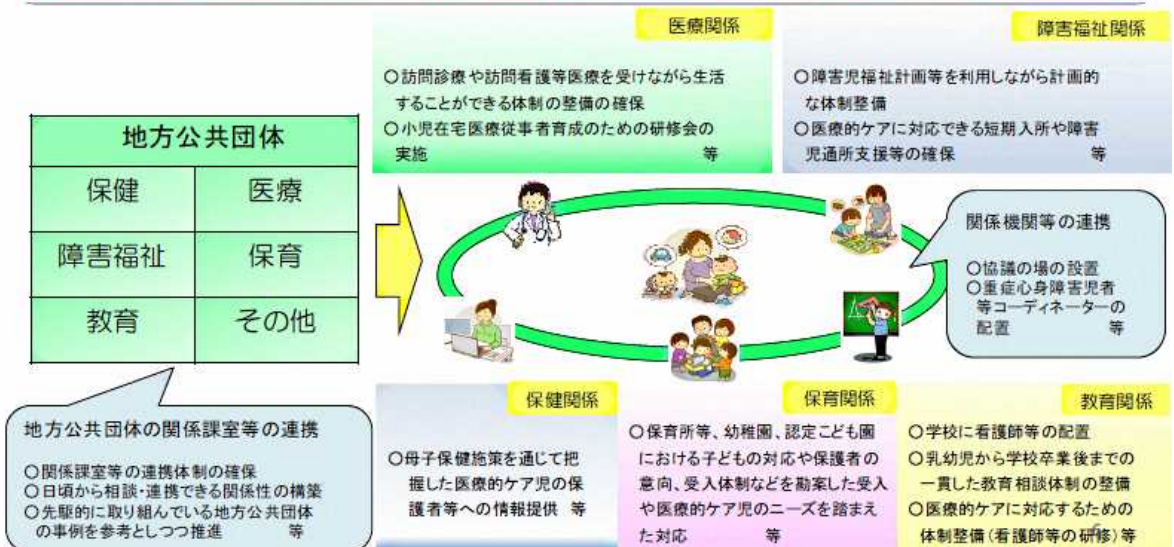 地方公共団体
保健 医療
障害福祉 保育
教育 その他
地方公共団体の関係課室等の連携
○関係課室等の連携体制の確保
○日頃から相談・連携できる関係性の構築
○先駆的に取り組んでいる地方公共団体
の事例を参考としつつ推進 等
医療関係
○訪問診療や訪問看護等医療を受けながら生活
することができる体制の整備の確保
○小児在宅医療従事者育成のための研修会の
実施 等
障害福祉関係
○障害児福祉計画等を利用しながら計画的
な体制整備
○医療的ケアに対応できる短期入所や障害
児通所支援等の確保 等
関係機関等の連携
○協議の場の設置
○重症心身障害児者
等コーディネーターの
配置 等
保健関係
○母子保健施策を通じて把
握した医療的ケア児の保
護者等への情報提供 等
保育関係
○保育所等、幼稚園、認定こども園
における子どもの対応や保護者の
意向、受入体制などを勘案した受入
や医療的ケア児のニーズを踏まえ
た対応 等
教育関係
○学校に看護師等の配置
○乳幼児から学校卒業後までの
一貫した教育相談体制の整備
○医療的ケアに対応するための
体制整備(看護師等の研修)等